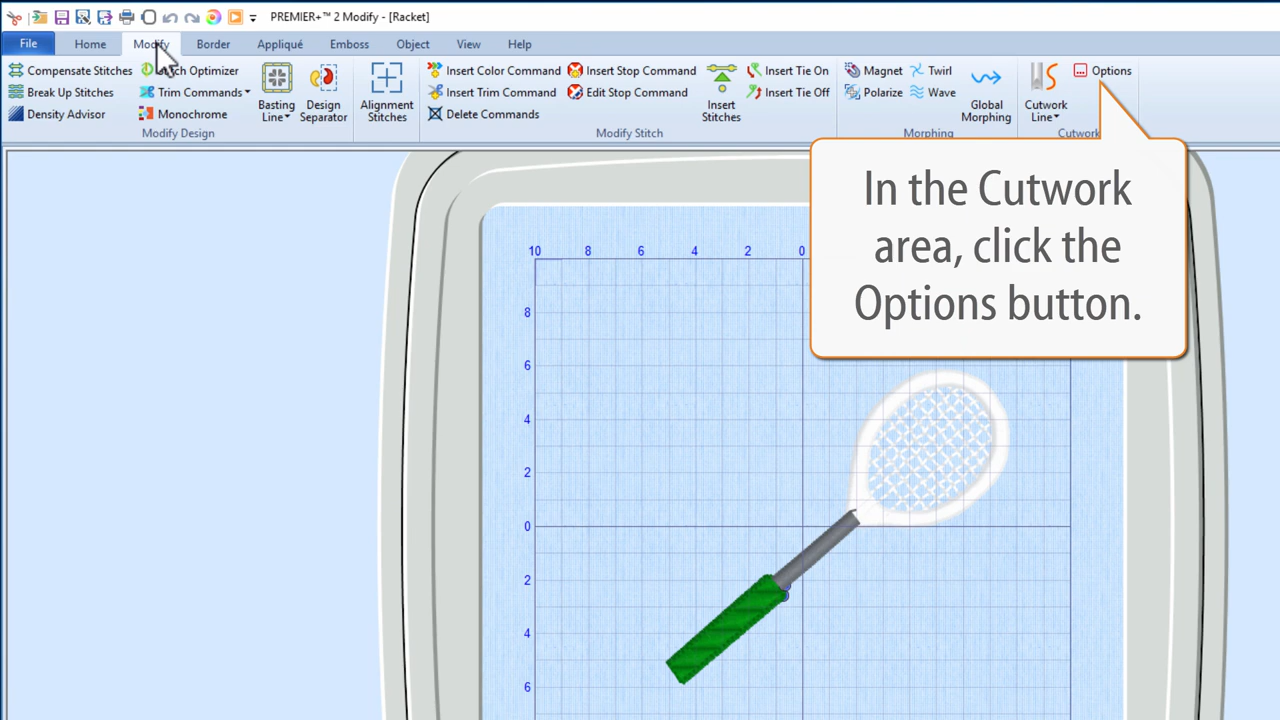 PREMIER+™ 2 Modify - [Racket]
File Home Modify Border Appliqué Emboss Object View Help
Compensate Stitches
Break Up Stitches
Density Advisor
Optimizer
Trim Commands
Monochrome
Basting
Line
Design
Separator
Modify Design
Alignment
Stitches
Insert Color Command
Insert Trim Command
Delete Commands
Insert Stop Command
Edit Stop Command
Insert
Stitches
Insert Tie On
Insert Tie Off
Modify Stitch
Magnet
Polarize
Twirl
Wave
Global
Morphing
Morphing
Cutwork
Line
Options
Cutwork
In the Cutwork
area, click the
Options button.
10 8 6 4 2 0
8
6
4
2
0
2
4
6